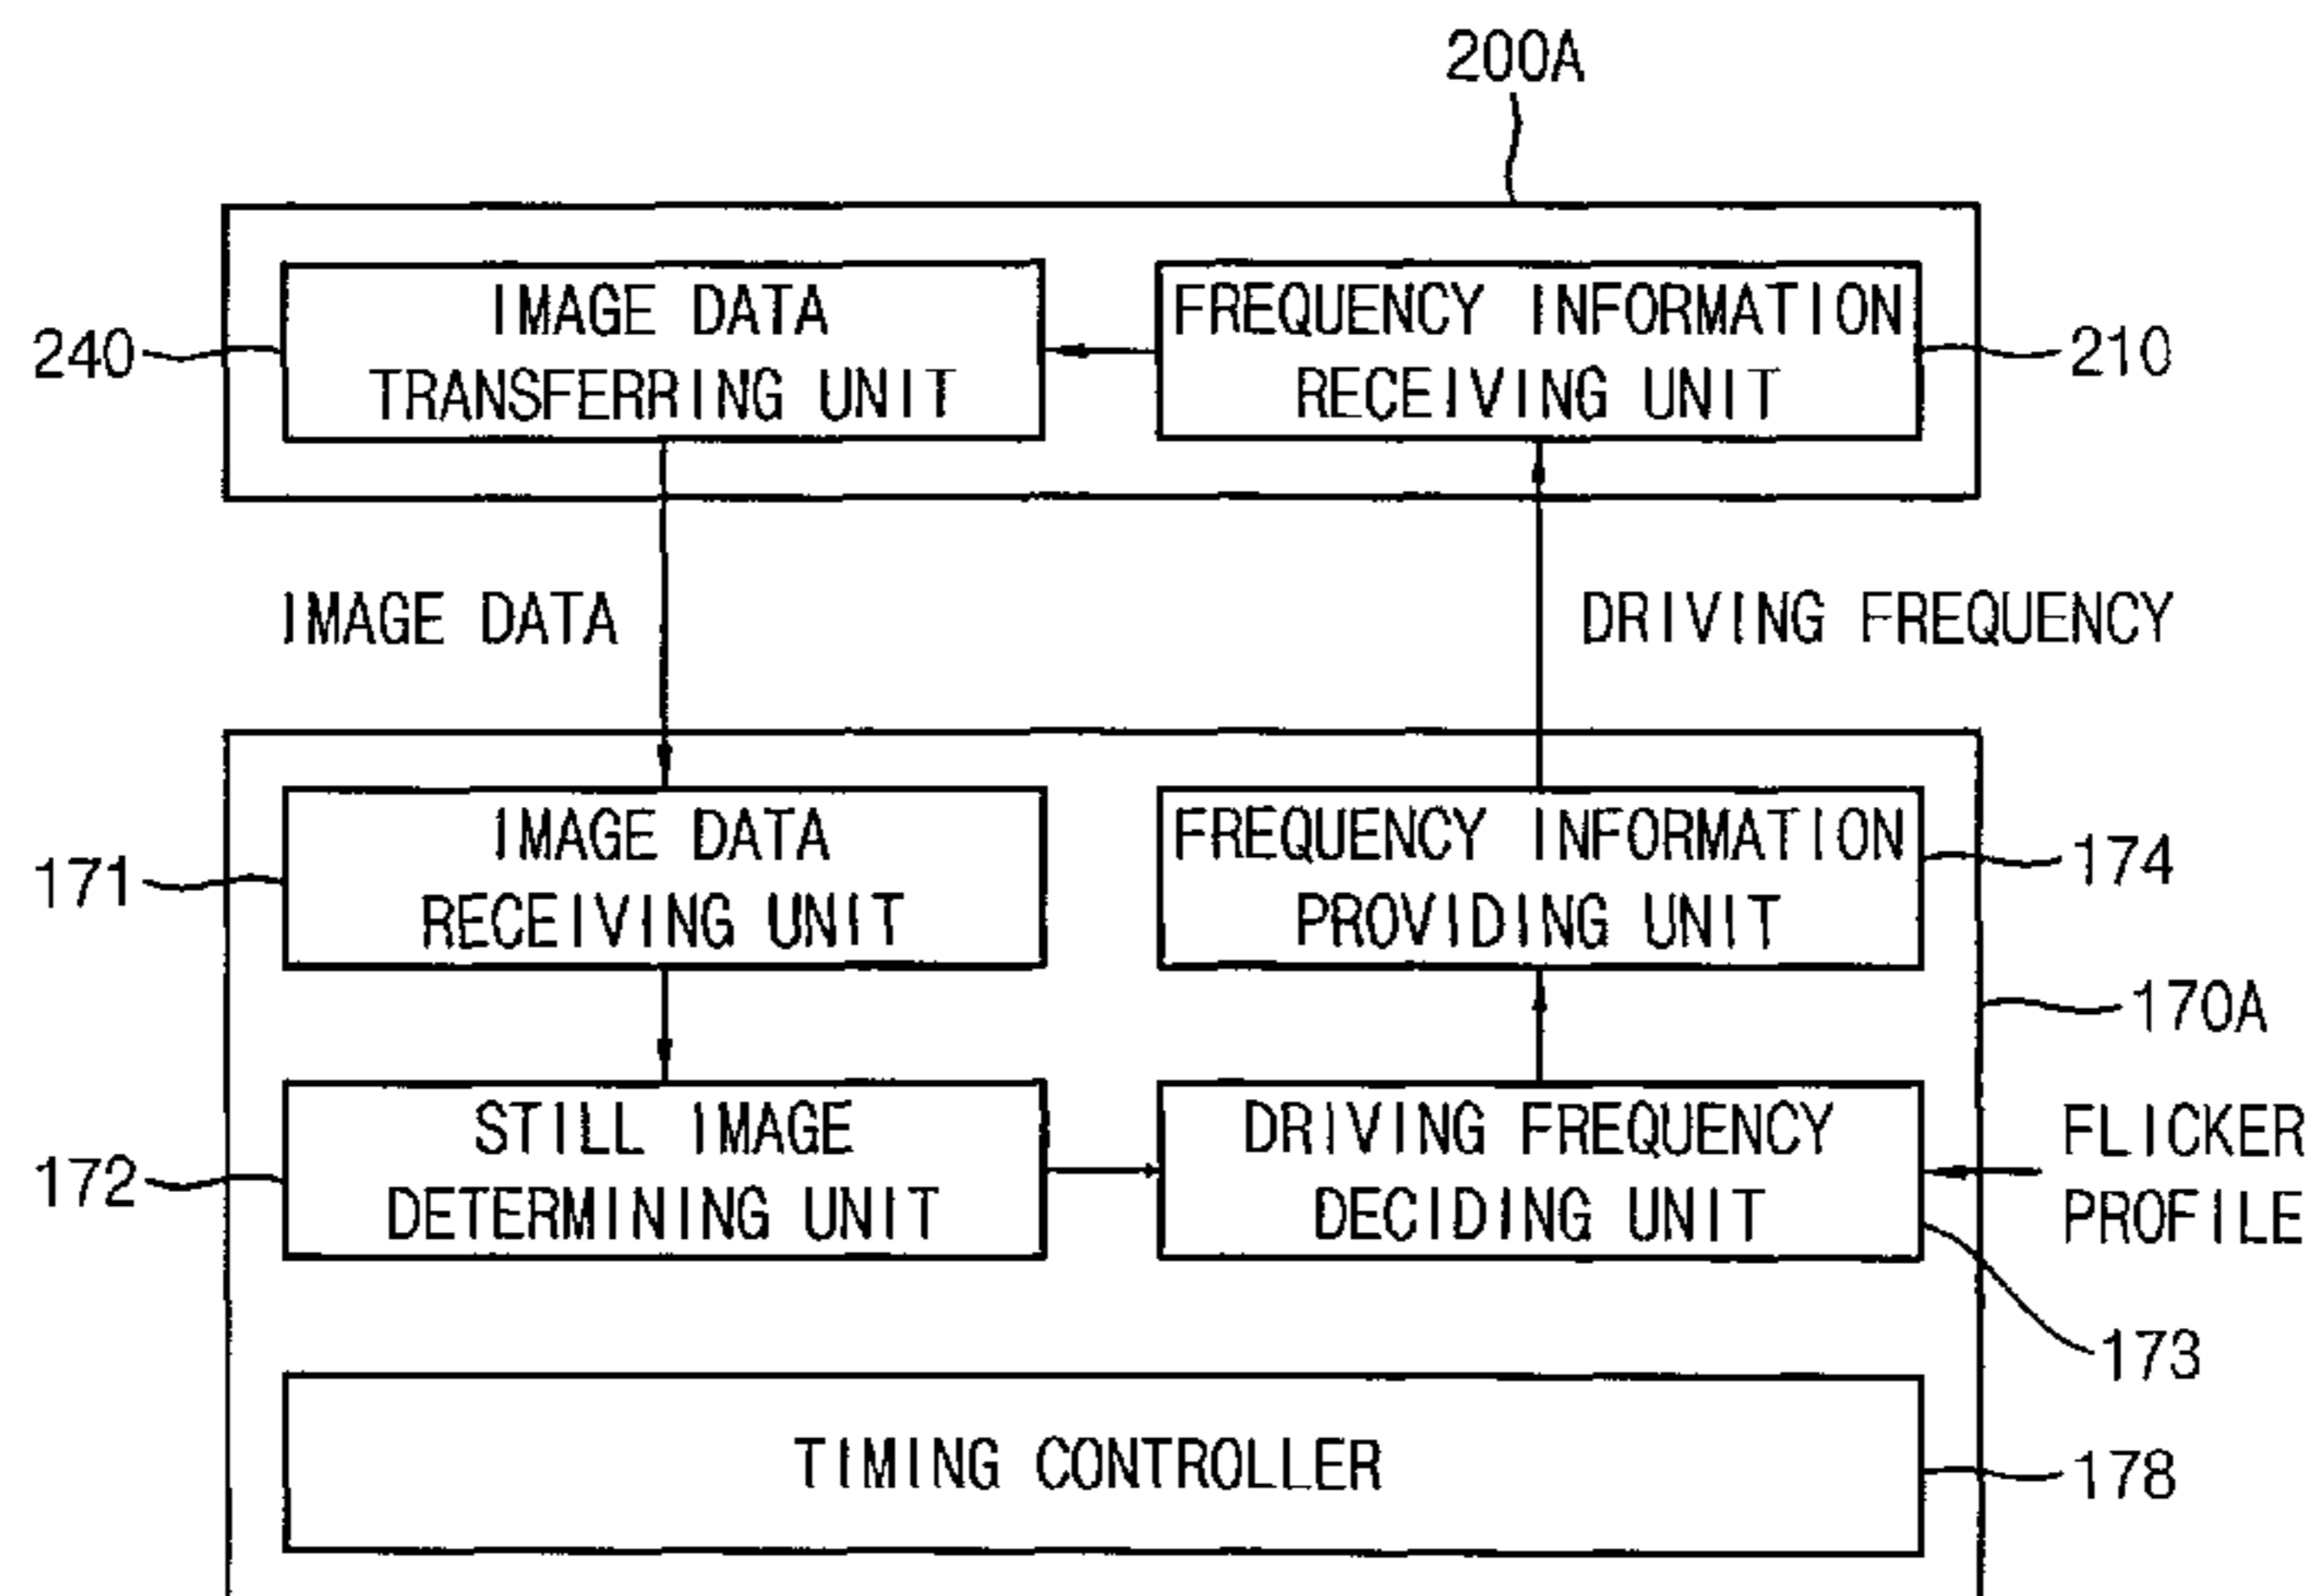 200A
IMAGE DATA
TRANSFERRING UNIT
FREQUENCY INFORMATION
RECEIVING UNIT
240
210
IMAGE DATA
DRIVING FREQUENCY
IMAGE DATA
RECEIVING UNIT
FREQUENCY INFORMATION
PROVIDING UNIT
171
174
170A
STILL IMAGE
DETERMINING UNIT
DRIVING FREQUENCY
DECIDING UNIT
FLICKER
PROFILE
172
173
TIMING CONTROLLER
178